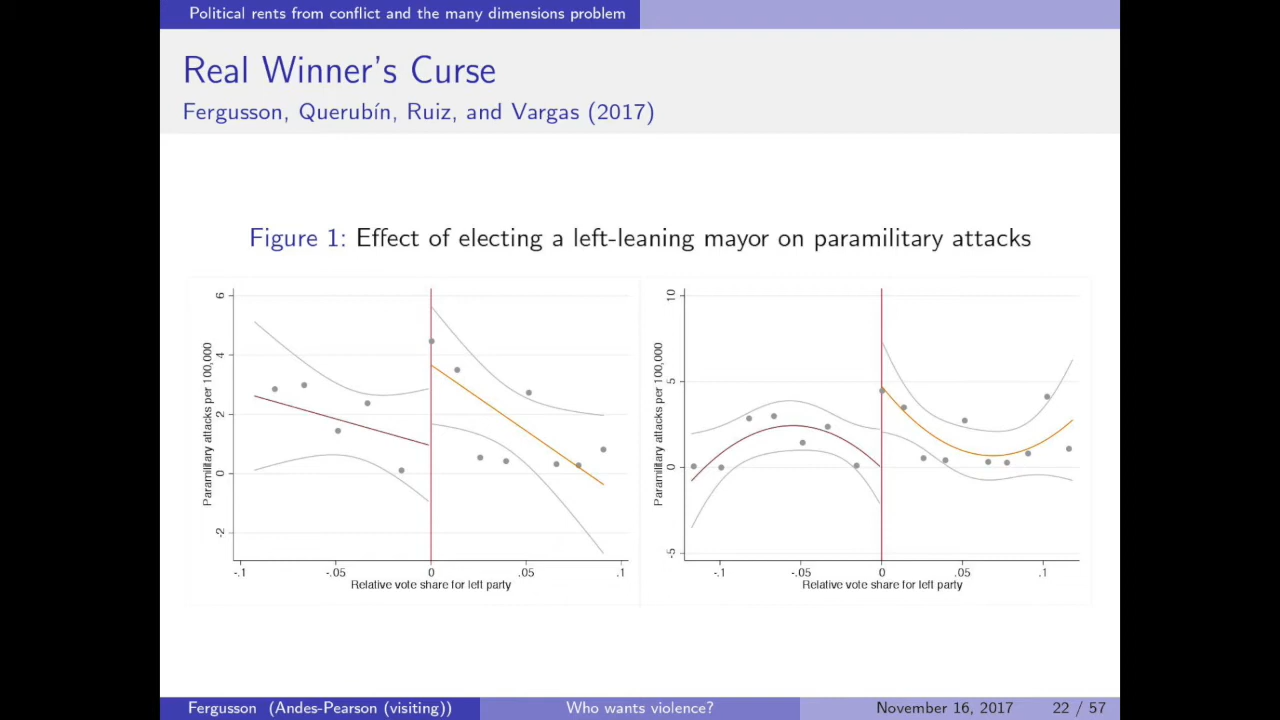 Political rents from conflict and the many dimensions problem
Real Winner's Curse
Fergusson, Querubín, Ruiz, and Vargas (2017)
Figure 1: Effect of electing a left-leaning mayor on paramilitary attacks
Paramilitary attacks per 100,000
6
4
2
0
-2
-.1
-.05
0
.05
.1
Relative vote share for left party
Paramilitary attacks per 100,000
10
5
0
-5
-.1
-.05
0
.05
.1
Relative vote share for left party
Fergusson (Andes-Pearson (visiting))
Who wants violence?
November 16, 2017
22 / 57